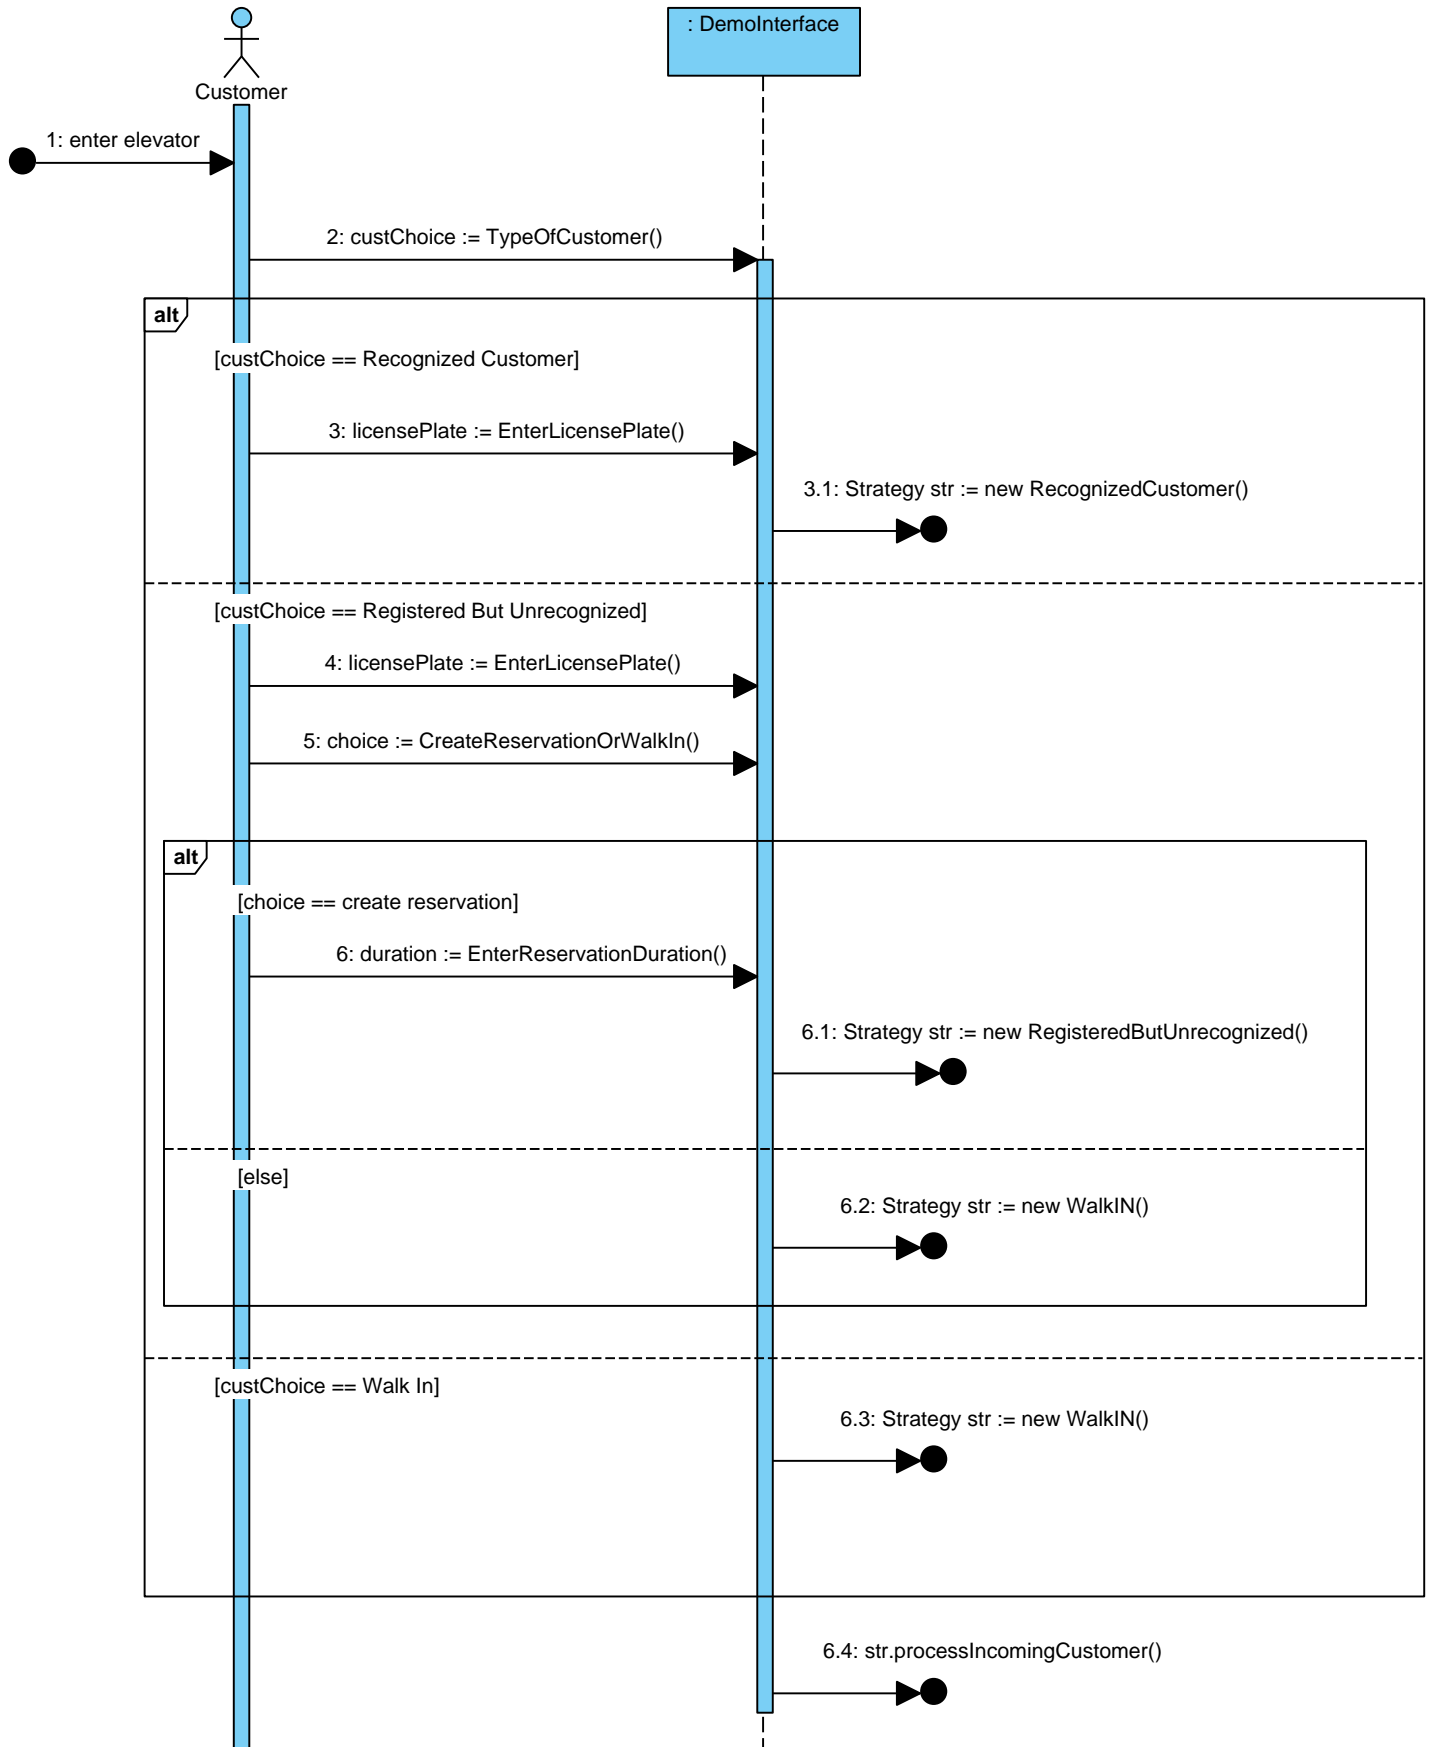 : DemoInterface
Customer
1: enter elevator
2: custChoice := TypeOfCustomer()
alt
[custChoice == Recognized Customer]
3: licensePlate := EnterLicensePlate()
3.1: Strategy str := new RecognizedCustomer()
[custChoice == Registered But Unrecognized]
4: licensePlate := EnterLicensePlate()
5: choice := CreateReservationOrWalkIn()
alt
[choice == create reservation]
6: duration := EnterReservationDuration()
6.1: Strategy str := new RegisteredButUnrecognized()
[else]
6.2: Strategy str := new WalkIN()
[custChoice == Walk In]
6.3: Strategy str := new WalkIN()
6.4: str.processIncomingCustomer()